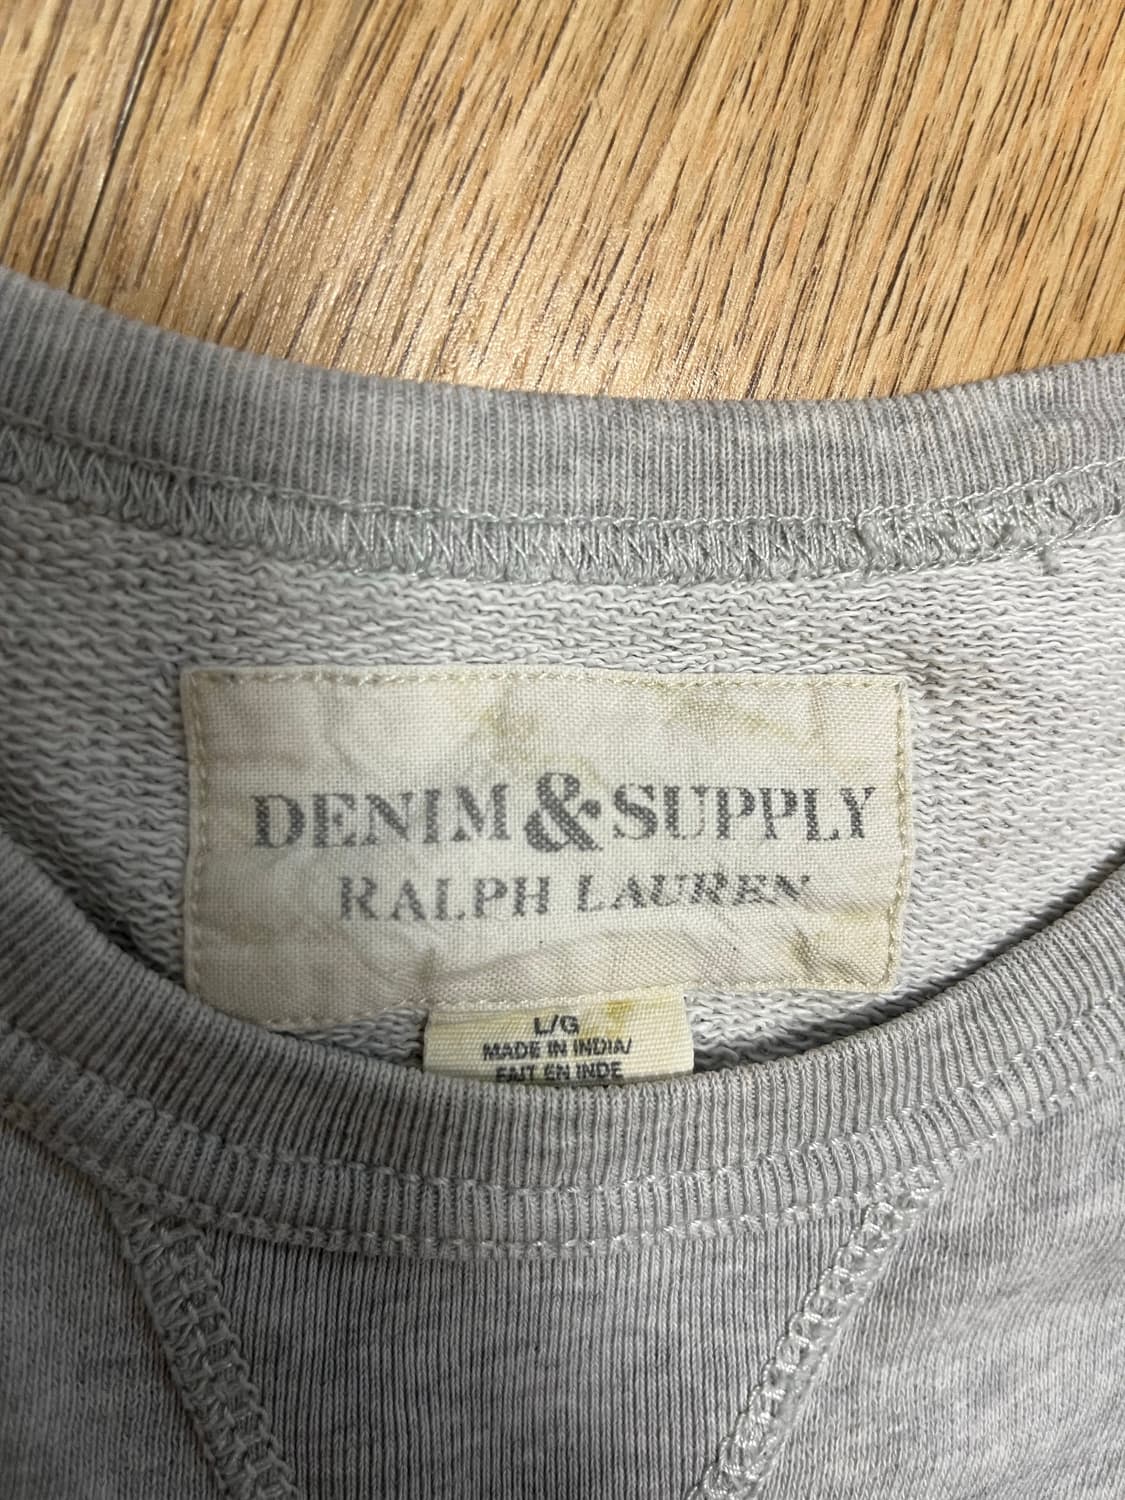 DENIM & SUPPLY
RALPH LAUREN
L/G
MADE IN INDIA/
FAIT EN INDE